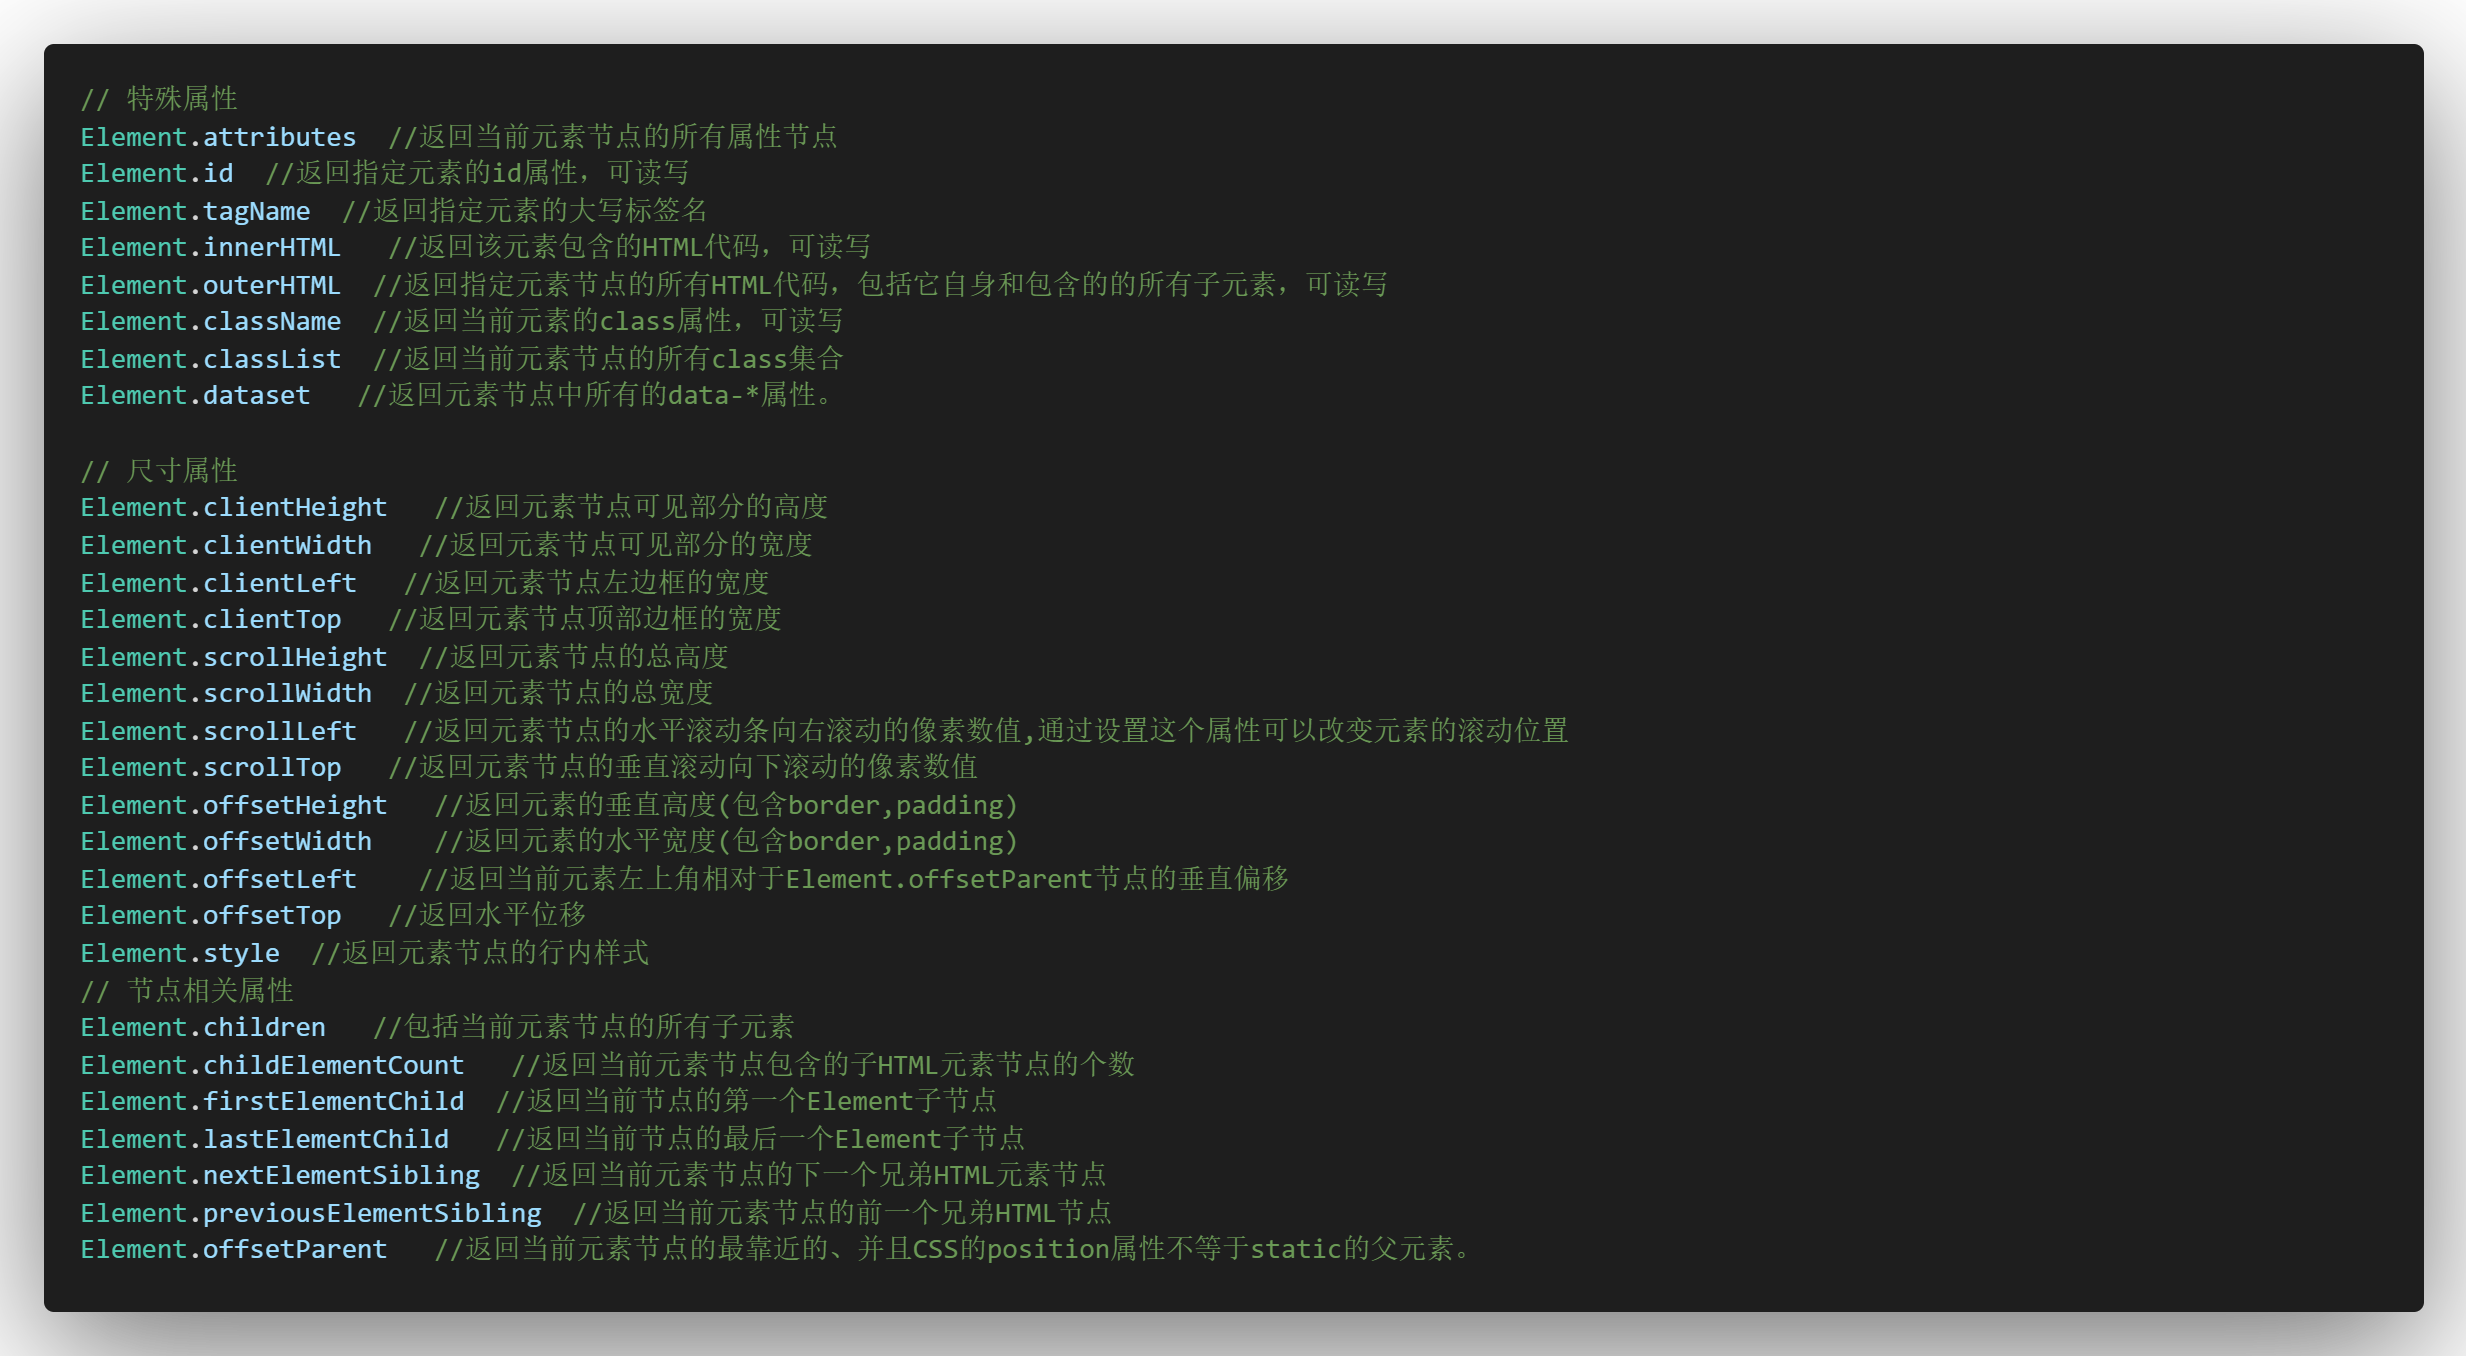 // 特殊属性
Element.attributes  //返回当前元素节点的所有属性节点
Element.id  //返回指定元素的id属性，可读写
Element.tagName  //返回指定元素的大写标签名
Element.innerHTML   //返回该元素包含的HTML代码，可读写
Element.outerHTML  //返回指定元素节点的所有HTML代码，包括它自身和包含的的所有子元素，可读写
Element.className  //返回当前元素的class属性，可读写
Element.classList  //返回当前元素节点的所有class集合
Element.dataset   //返回元素节点中所有的data-*属性。

// 尺寸属性
Element.clientHeight   //返回元素节点可见部分的高度
Element.clientWidth   //返回元素节点可见部分的宽度
Element.clientLeft   //返回元素节点左边框的宽度
Element.clientTop   //返回元素节点顶部边框的宽度
Element.scrollHeight  //返回元素节点的总高度
Element.scrollWidth  //返回元素节点的总宽度
Element.scrollLeft   //返回元素节点的水平滚动条向右滚动的像素数值,通过设置这个属性可以改变元素的滚动位置
Element.scrollTop   //返回元素节点的垂直滚动向下滚动的像素数值
Element.offsetHeight   //返回元素的垂直高度(包含border,padding)
Element.offsetWidth    //返回元素的水平宽度(包含border,padding)
Element.offsetLeft    //返回当前元素左上角相对于Element.offsetParent节点的垂直偏移
Element.offsetTop   //返回水平位移
Element.style  //返回元素节点的行内样式
// 节点相关属性
Element.children   //包括当前元素节点的所有子元素
Element.childElementCount   //返回当前元素节点包含的子HTML元素节点的个数
Element.firstElementChild  //返回当前节点的第一个Element子节点
Element.lastElementChild   //返回当前节点的最后一个Element子节点
Element.nextElementSibling  //返回当前元素节点的下一个兄弟HTML元素节点
Element.previousElementSibling  //返回当前元素节点的前一个兄弟HTML节点
Element.offsetParent   //返回当前元素节点的最靠近的、并且CSS的position属性不等于static的父元素。